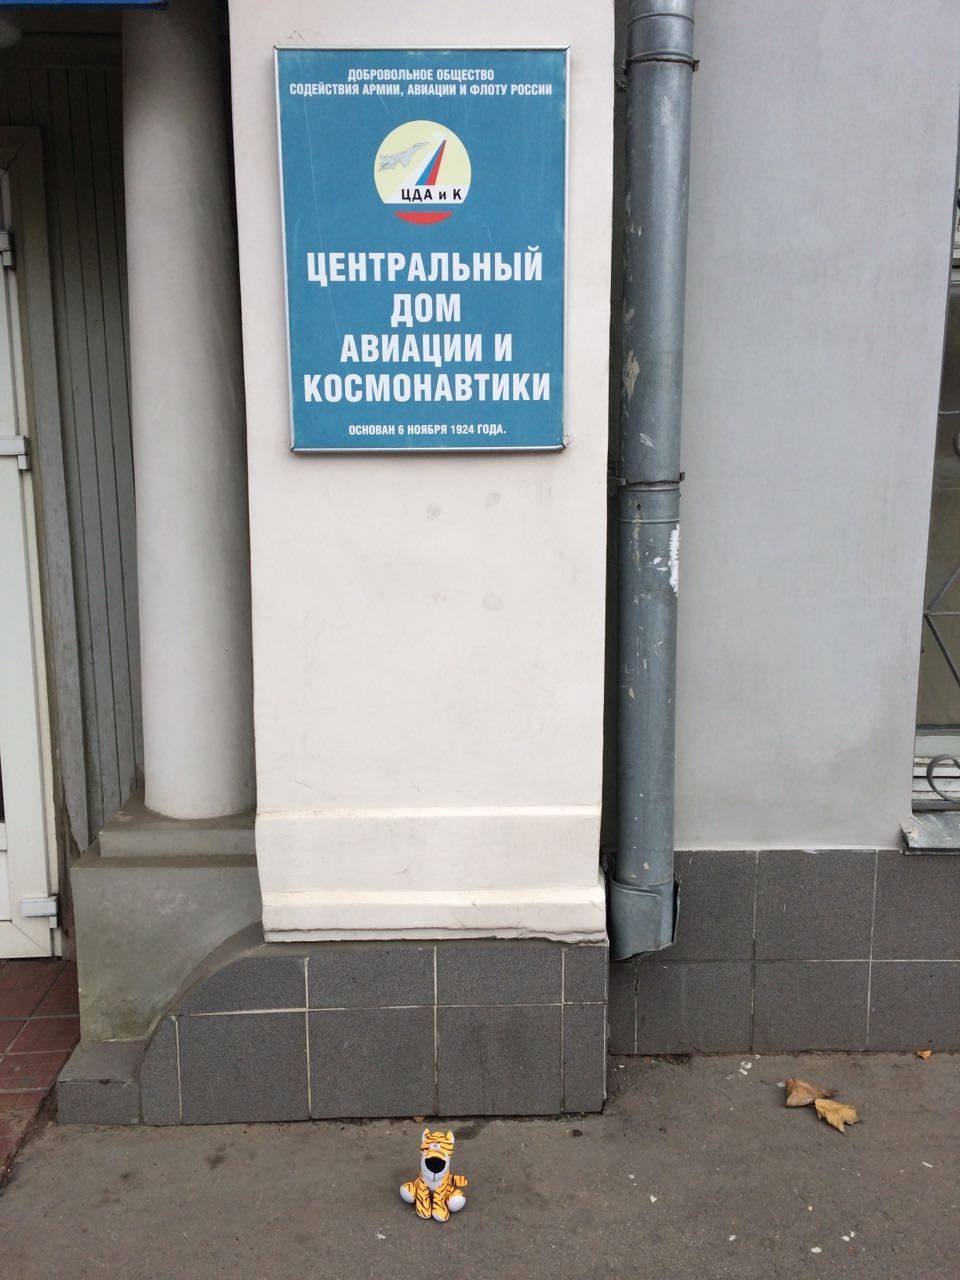 ДОБРОВОЛЬНОЕ ОБЩЕСТВО
СОДЕЙСТВИЯ АРМИИ, АВИАЦИИ И ФЛОТУ РОССИИ
ЦДА и К
ЦЕНТРАЛЬНЫЙ
ДОМ
АВИАЦИИ И
КОСМОНАВТИКИ
ОСНОВАН 6 НОЯБРЯ 1924 ГОДА.